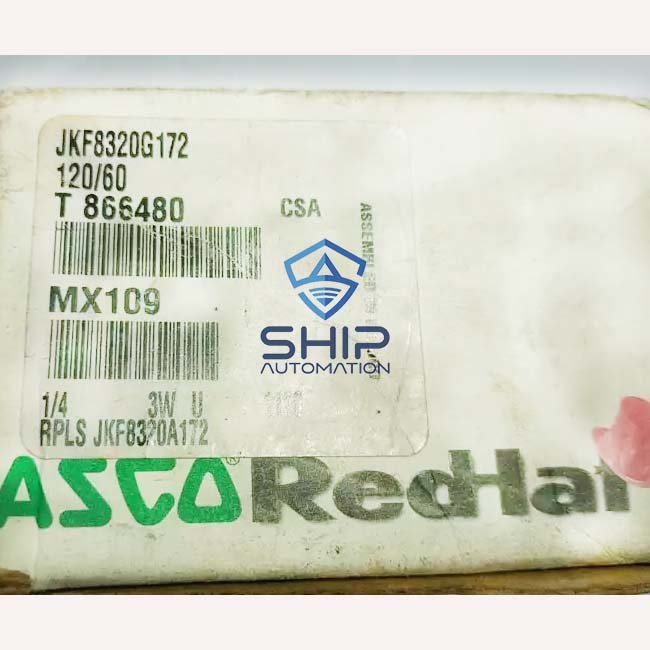 JKF8320G172
120/60
T 866480
CSA
MX109
SHIP
AUTOMATION
1/4 3W U
RPLS JKF8320A172
ASCO® RedHat